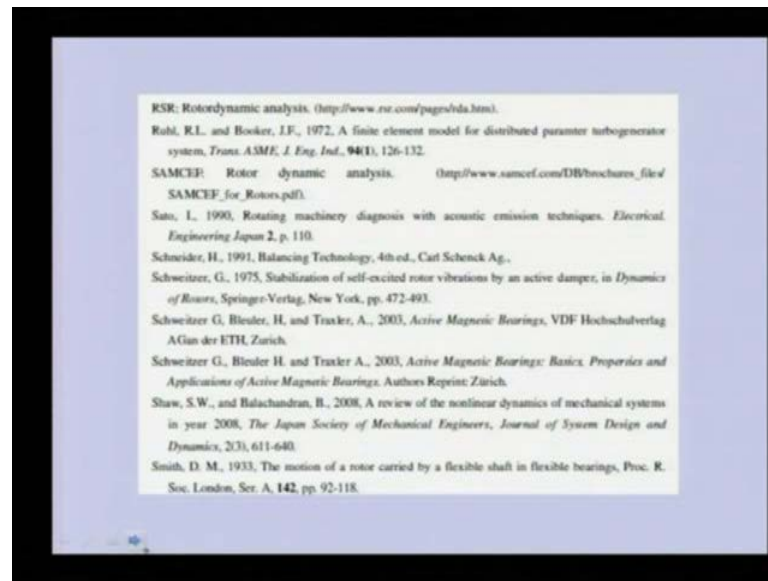 RSR: Rotordynamic analysis. (http://www.rsr.com/pages/rda.htm).
Ruhl, R.L. and Booker, J.F., 1972, A finite element model for distributed paramter turbogenerator
system, Trans. ASME, J. Eng. Ind., 94(1), 126-132.
SAMCEF: Rotor dynamic analysis. (http://www.samcef.com/DB/brochures_files/
SAMCEF_for_Rotors.pdf).
Sato, I., 1990, Rotating machinery diagnosis with acoustic emission techniques. Electrical.
Engineering Japan 2, p. 110.
Schneider, H., 1991, Balancing Technology, 4th ed., Carl Schenck Ag.,
Schweitzer, G., 1975, Stabilization of self-excited rotor vibrations by an active damper, in Dynamics
of Rotors, Springer-Verlag, New York, pp. 472-493.
Schweitzer G, Bleuler, H, and Traxler, A., 2003, Active Magnetic Bearings, VDF Hochschulverlag
AGan der ETH, Zurich.
Schweitzer G., Bleuler H. and Traxler A., 2003, Active Magnetic Bearings: Basics, Properties and
Applications of Active Magnetic Bearings, Authors Reprint: Zürich.
Shaw, S.W., and Balachandran, B., 2008, A review of the nonlinear dynamics of mechanical systems
in year 2008, The Japan Society of Mechanical Engineers, Journal of System Design and
Dynamics, 2(3), 611-640.
Smith, D. M., 1933, The motion of a rotor carried by a flexible shaft in flexible bearings, Proc. R.
Soc. London, Ser. A, 142, pp. 92-118.